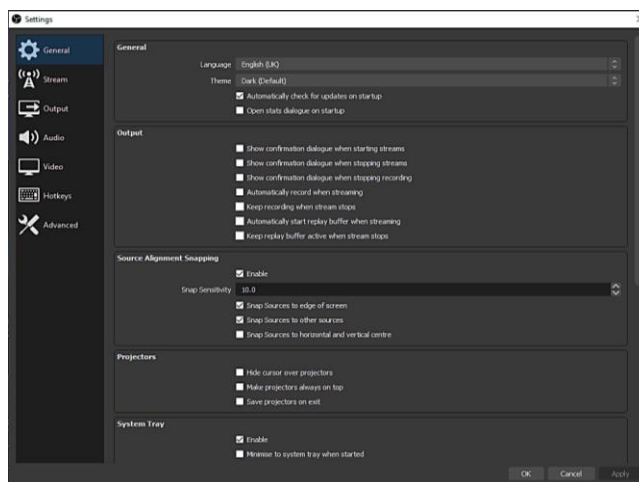 Settings
General
Stream
Output
Audio
Video
Hotkeys
Advanced
General
Language English (UK)
Theme Dark (Default)
Automatically check for updates on startup
Open stats dialogue on startup
Output
Show confirmation dialogue when starting streams
Show confirmation dialogue when stopping streams
Show confirmation dialogue when stopping recording
Automatically record when streaming
Keep recording when stream stops
Automatically start replay buffer when streaming
Keep replay buffer active when stream stops
Source Alignment Snapping
Enable
Snap Sensitivity 10.0
Snap Sources to edge of screen
Snap Sources to other sources
Snap Sources to horizontal and vertical centre
Projectors
Hide cursor over projectors
Make projectors always on top
Save projectors on exit
System Tray
Enable
Minimise to system tray when started
OK Cancel Apply